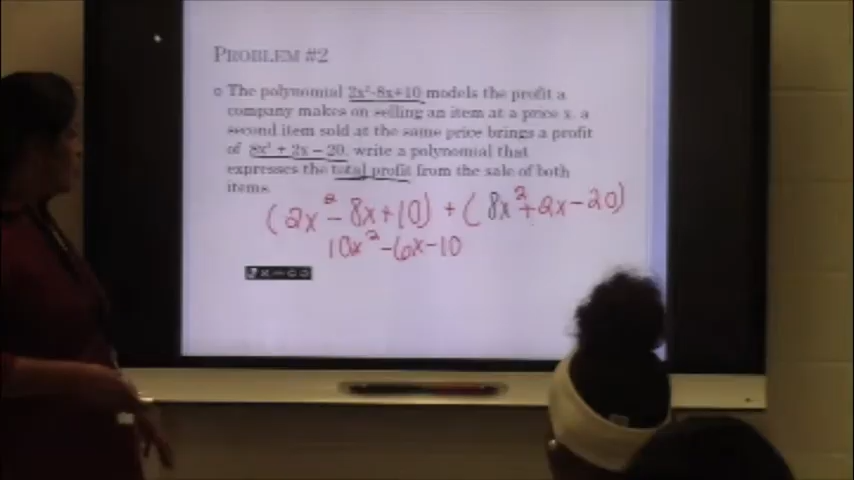 PROBLEM #2
The polynomial 2x²-8x+10 models the profit a
company makes on selling an item at a price x. a
second item sold at the same price brings a profit
of 8x² + 2x – 20, write a polynomial that
expresses the total profit from the sale of both
items.
(2x² - 8x + 10) + (8x² + 2x - 20)
10x² - 6x - 10